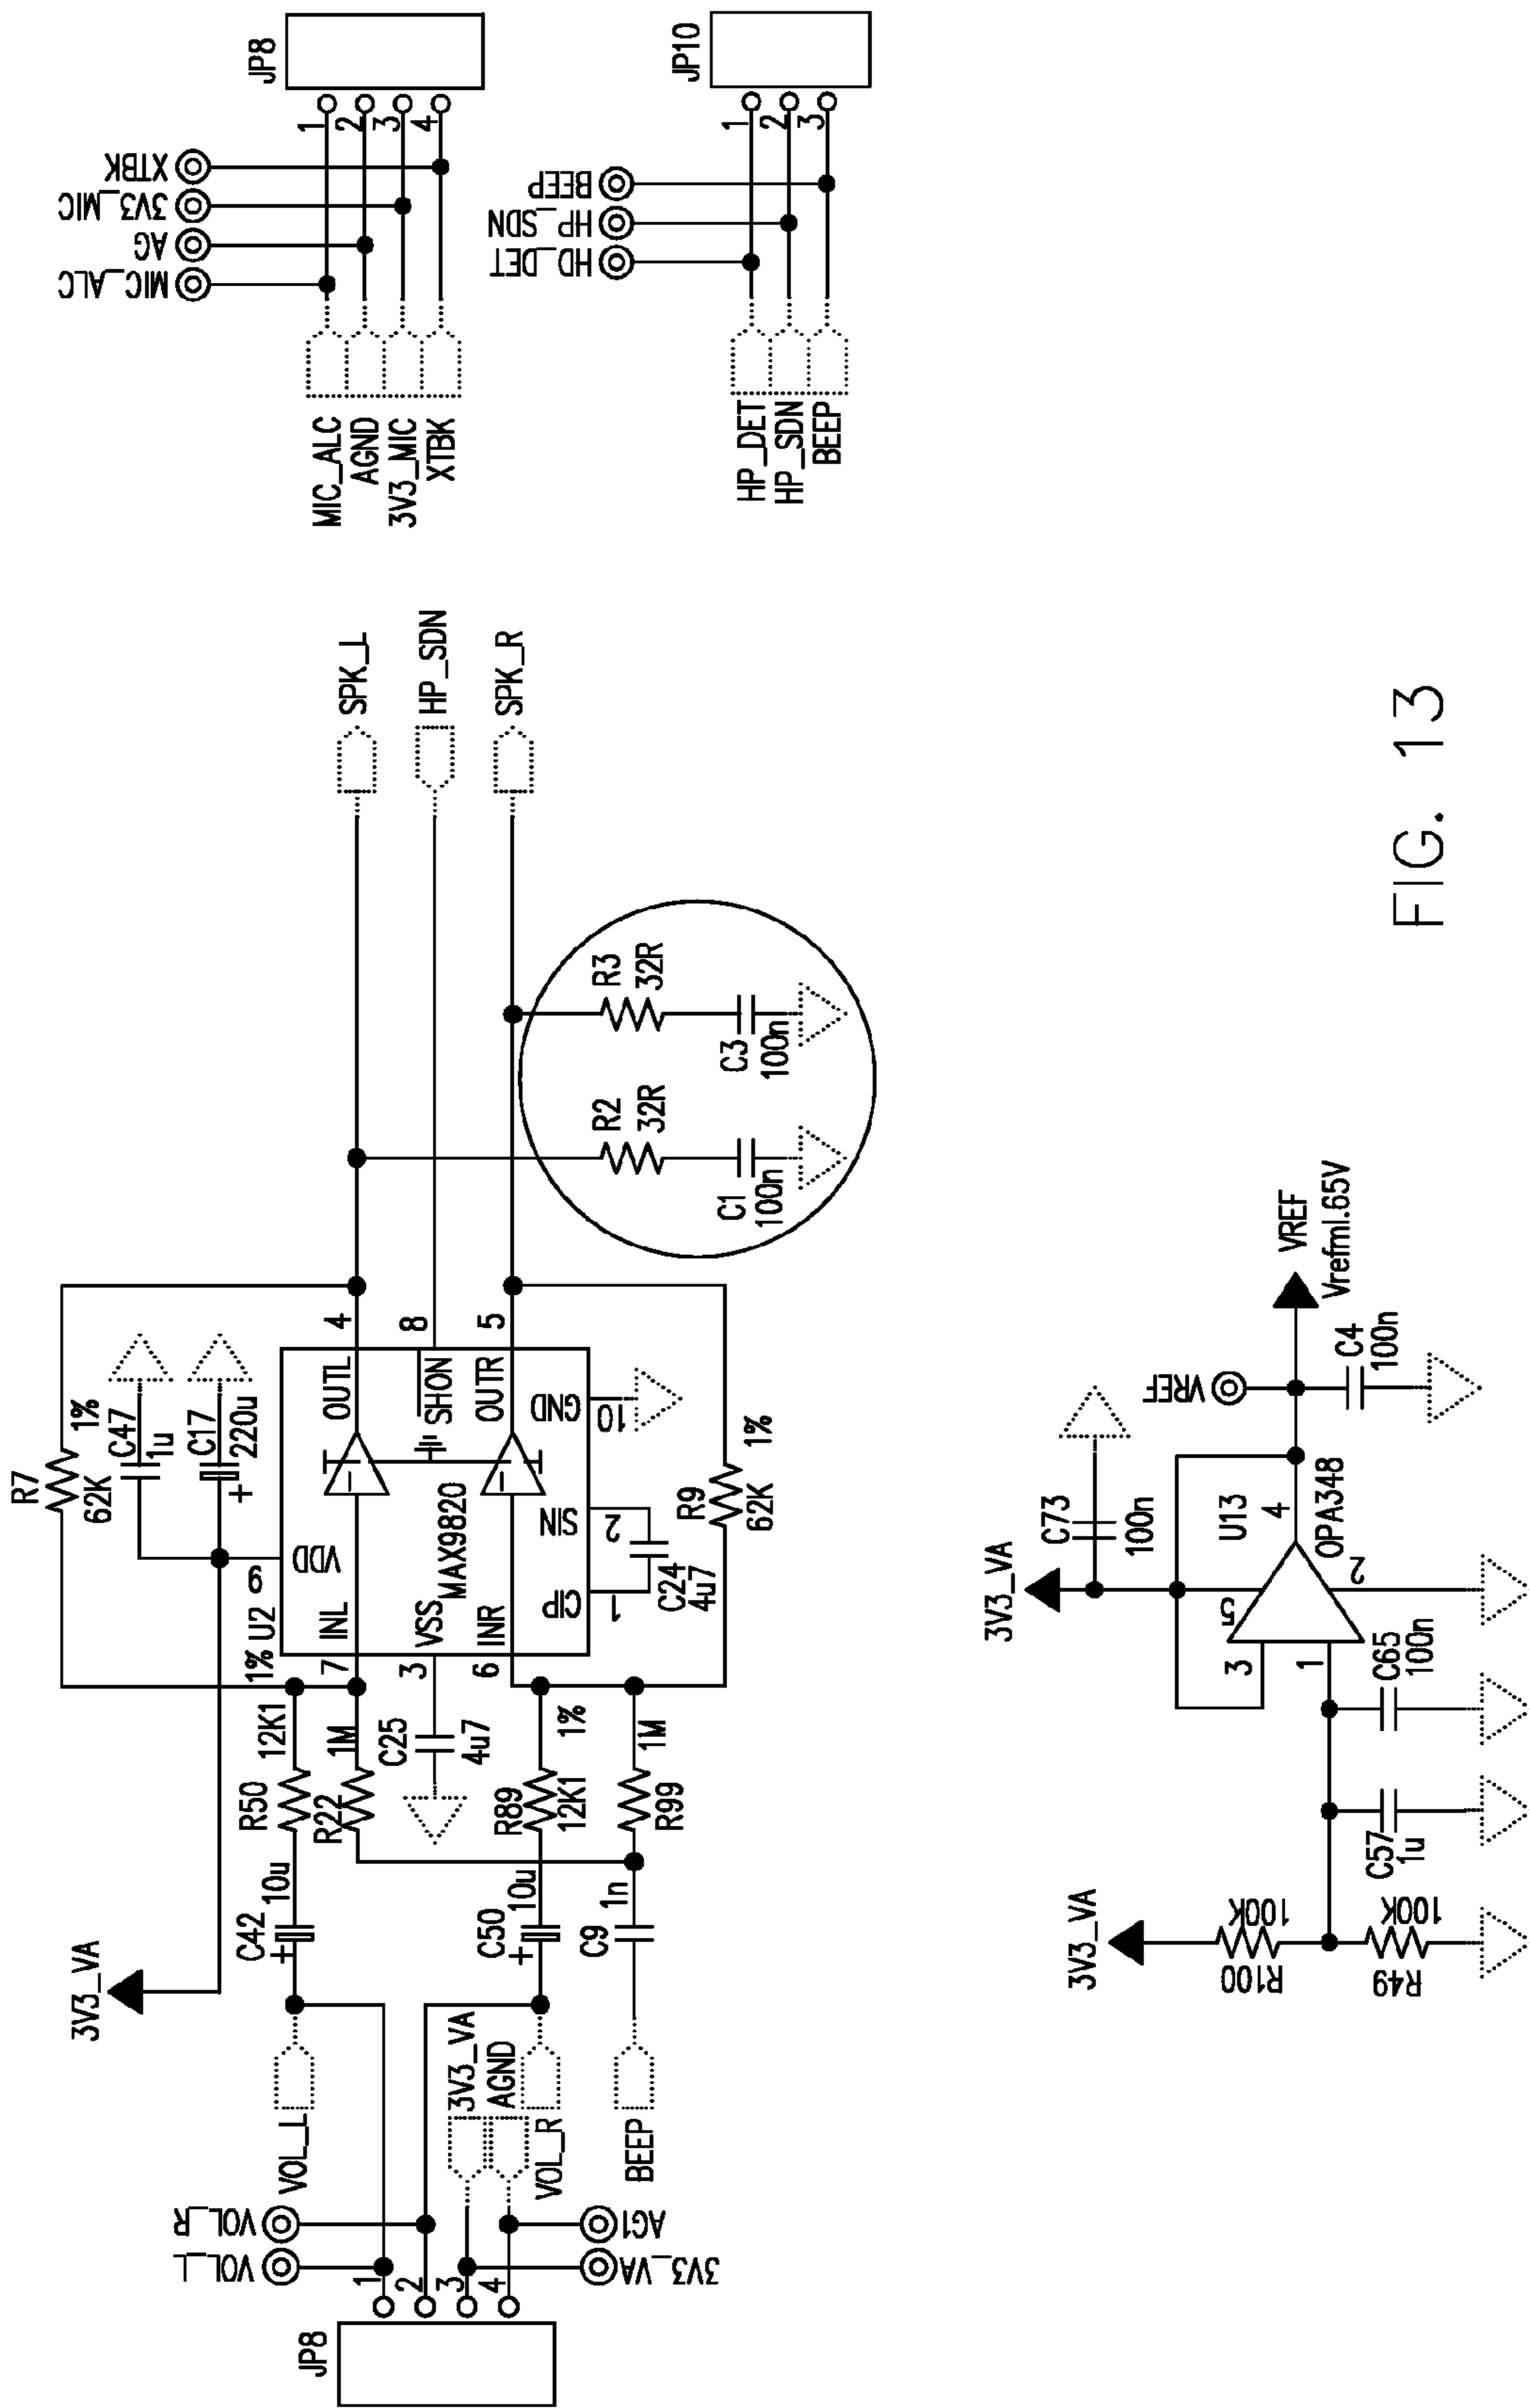 JP8
1
2
3
4
XTBK
3V3_MIC
AG
MIC_ALC
MIC_ALC
AGND
3V3_MIC
XTBK
JP10
1
2
3
BEEP
HP_SDN
HD_DET
HP_DET
HP_SDN
BEEP
SPK_L
HP_SDN
SPK_R
R3
32R
C3
100n
R2
32R
C1
100n
R7
62K
1%
C47
1u
C17
220u
+
4
8
5
OUTL
SHON
OUTR
GND
10
VDD
9
U2
1%
INL
7
VSS
3
MAX9820
INR
6
SIN
2
CIP
1
C24
4u7
R9
62K
1%
12K1
R50
1M
R22
C25
4u7
1%
R89
12K1
1M
R99
3V3_VA
C42
10u
+
C50
10u
+
C9
1n
VOL_L
3V3_VA
AGND
VOL_R
BEEP
VOL_R
VOL_L
AG1
3V3_VA
1
2
3
4
JP8
VREF
Vrefml.65V
VREF
C4
100n
C73
100n
3V3_VA
U13
OPA348
5
4
3
1
2
C65
100n
C57
1u
3V3_VA
R100
100K
R49
100K
FIG. 13